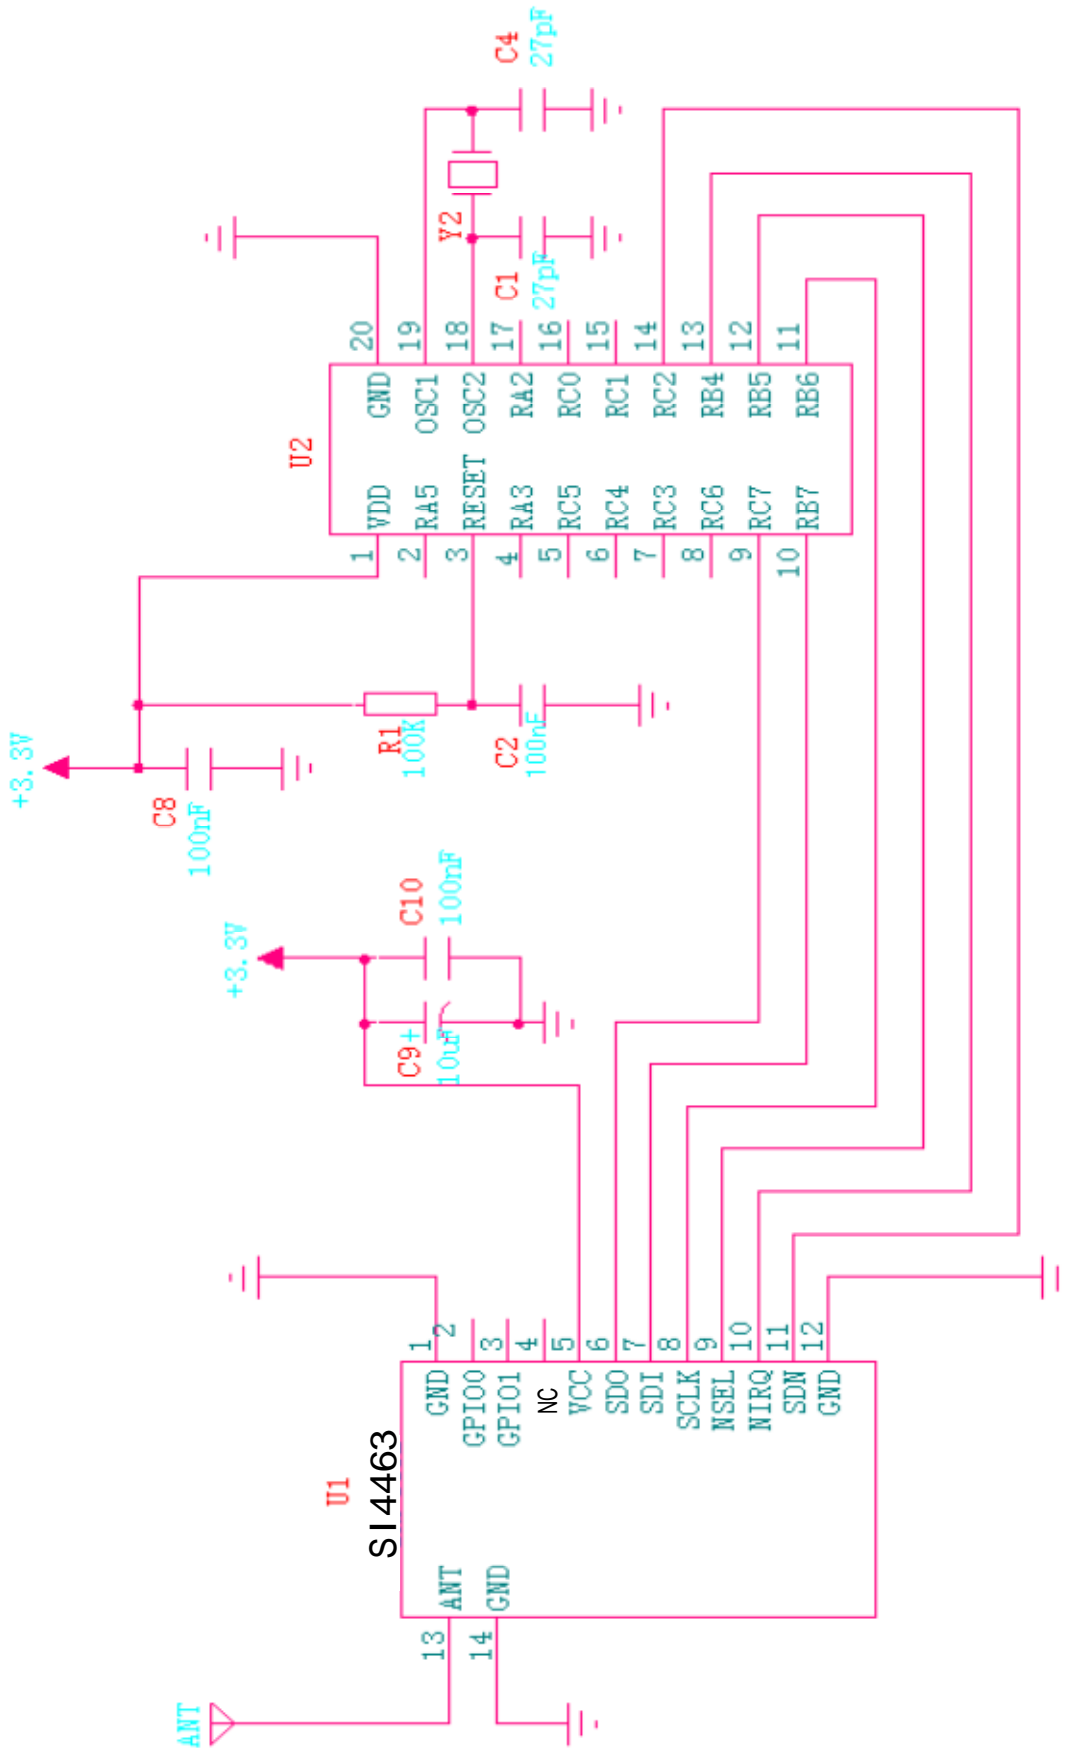 ANT
13
14
ANT
GND
U1
SI4463
GND
GPIO0
GPIO1
NC
VCC
SDO
SDI
SCLK
NSEL
NIRQ
SDN
GND
1
2
3
4
5
6
7
8
9
10
11
12
+3.3V
C9
+
10uF
C10
100nF
+3.3V
C8
100nF
R1
100K
C2
100nF
U2
1
2
3
4
5
6
7
8
9
10
VDD
RA5
RESET
RA3
RC5
RC4
RC3
RC6
RC7
RB7
GND
OSC1
OSC2
RA2
RC0
RC1
RC2
RB4
RB5
RB6
20
19
18
17
16
15
14
13
12
11
Y2
C1
27pF
C4
27pF